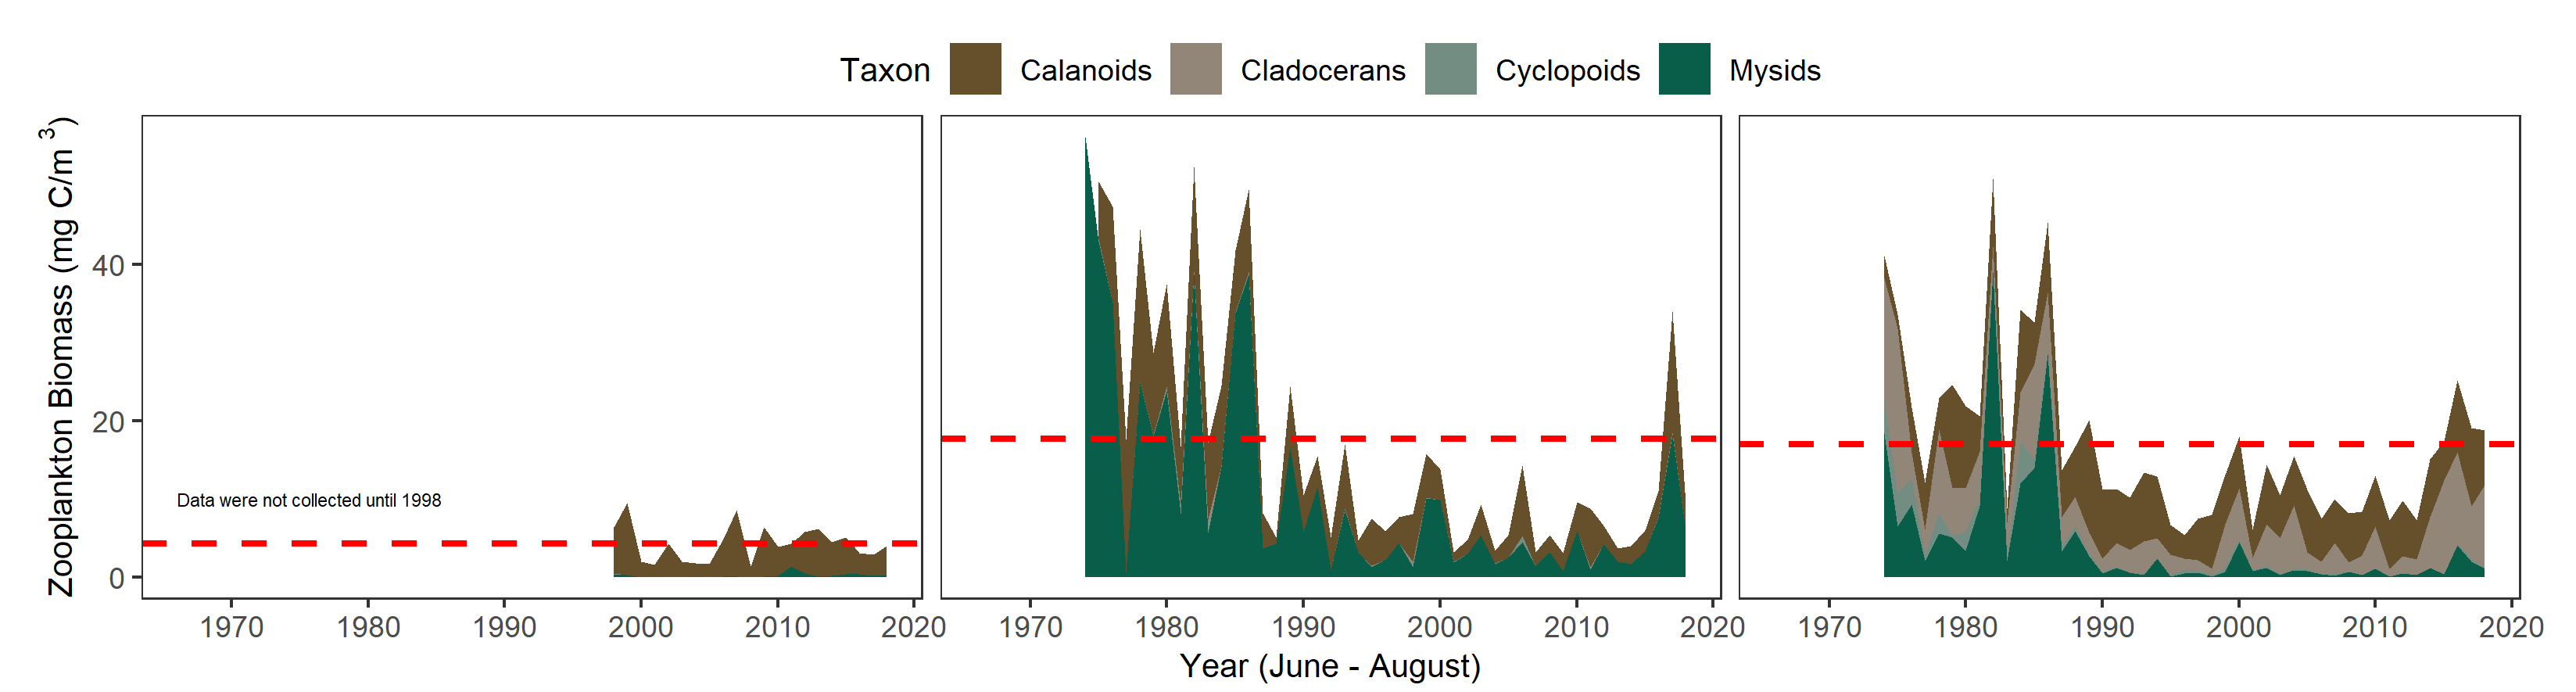 Taxon Calanoids Cladocerans Cyclopoids Mysids
Zooplankton Biomass (mg C/m 3)
40
20
0
Data were not collected until 1998
1970 1980 1990 2000 2010 2020 1970 1980 1990 2000 2010 2020 1970 1980 1990 2000 2010 2020
Year (June - August)